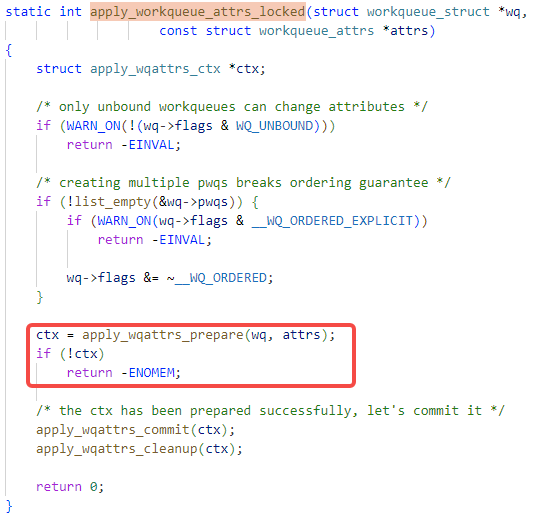 static int apply_workqueue_attrs_locked(struct workqueue_struct *wq,
                    const struct workqueue_attrs *attrs)
{
    struct apply_wqattrs_ctx *ctx;

    /* only unbound workqueues can change attributes */
    if (WARN_ON(!(wq->flags & WQ_UNBOUND)))
        return -EINVAL;

    /* creating multiple pwqs breaks ordering guarantee */
    if (!list_empty(&wq->pwqs)) {
        if (WARN_ON(wq->flags & __WQ_ORDERED_EXPLICIT))
            return -EINVAL;

        wq->flags &= ~__WQ_ORDERED;
    }

    ctx = apply_wqattrs_prepare(wq, attrs);
    if (!ctx)
        return -ENOMEM;

    /* the ctx has been prepared successfully, let's commit it */
    apply_wqattrs_commit(ctx);
    apply_wqattrs_cleanup(ctx);

    return 0;
}